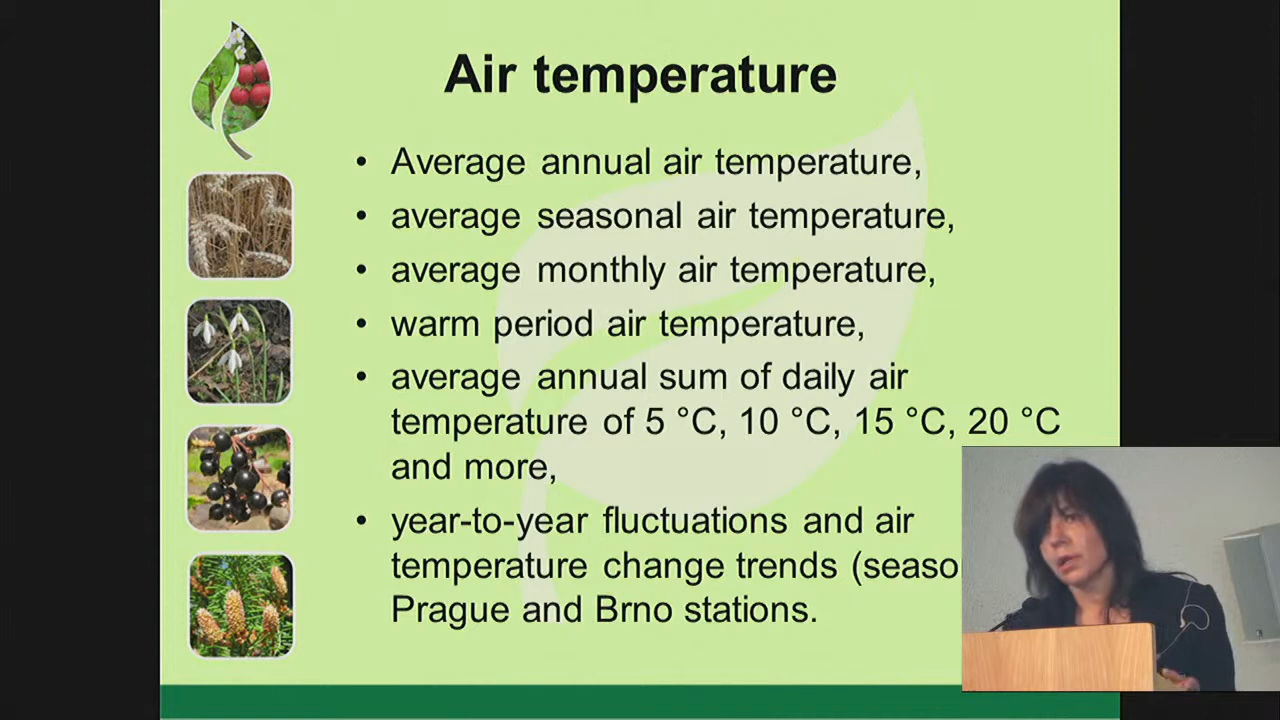 Air temperature
• Average annual air temperature,
• average seasonal air temperature,
• average monthly air temperature,
• warm period air temperature,
• average annual sum of daily air
temperature of 5 °C, 10 °C, 15 °C, 20 °C
and more,
• year-to-year fluctuations and air
temperature change trends (seaso
Prague and Brno stations.